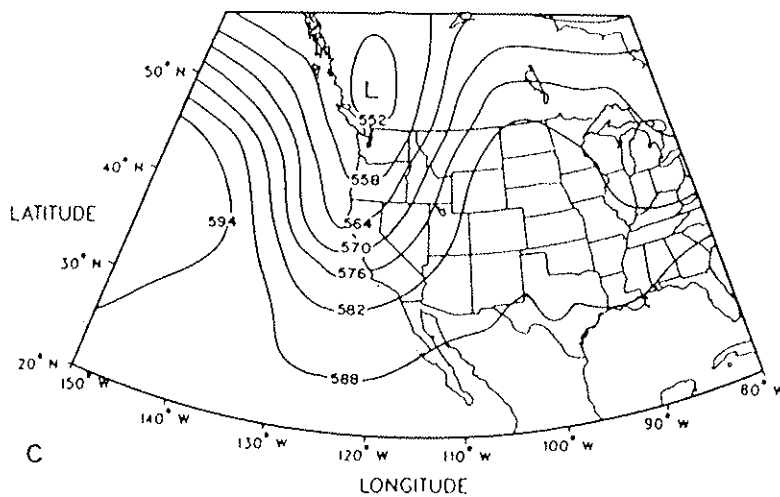 50° N
L
552
40° N
558
LATITUDE
594
564
570
30° N
576
582
20° N
588
150° W
80° W
140° W
90° W
130° W
100° W
120° W
110° W
C
LONGITUDE